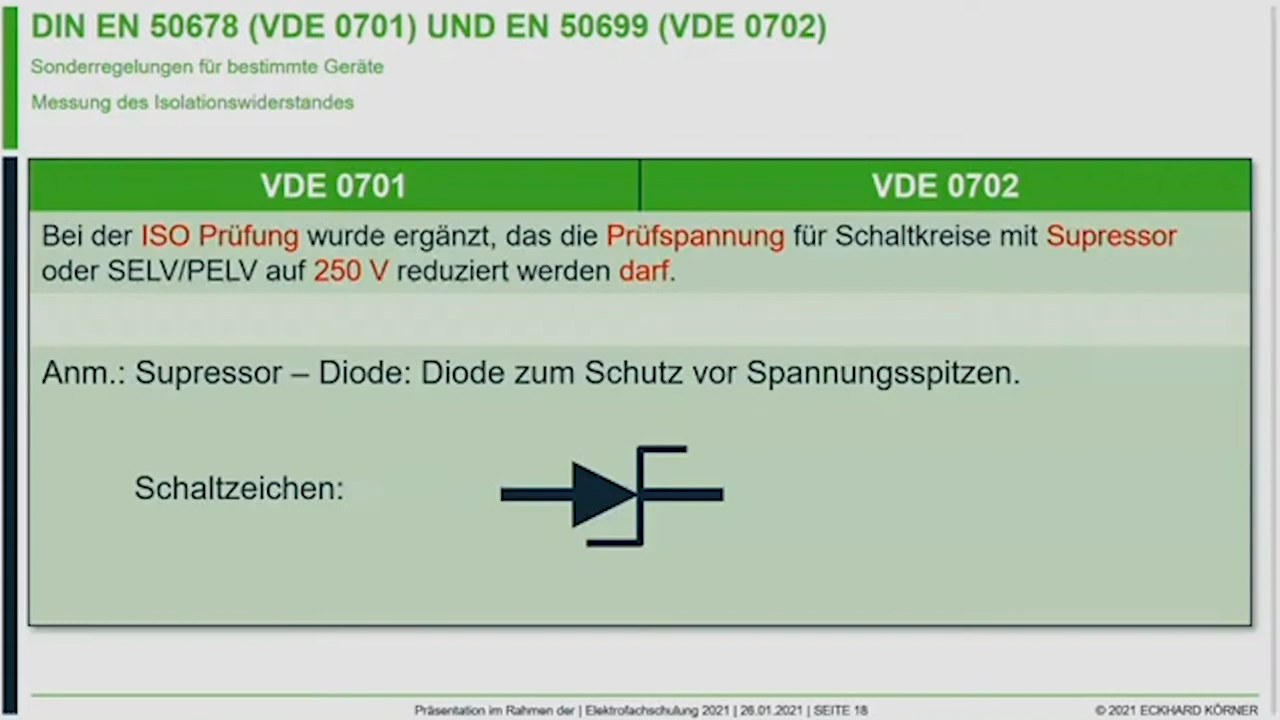 DIN EN 50678 (VDE 0701) UND EN 50699 (VDE 0702)
Sonderregelungen für bestimmte Geräte
Messung des Isolationswiderstandes
VDE 0701
VDE 0702
Bei der ISO Prüfung wurde ergänzt, das die Prüfspannung für Schaltkreise mit Supressor
oder SELV/PELV auf 250 V reduziert werden darf.
Anm.: Supressor – Diode: Diode zum Schutz vor Spannungsspitzen.
Schaltzeichen:
Präsentation im Rahmen der | Elektrofachschulung 2021 | 26.01.2021 | SEITE 18
© 2021 ECKHARD KÖRNER